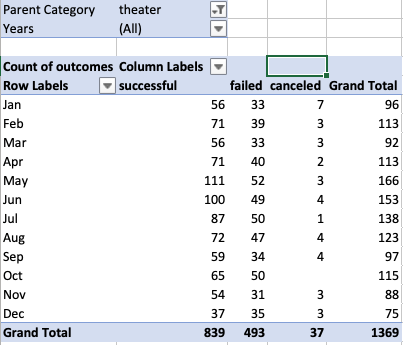 Parent Category theater
Years (All)
Count of outcomes Column Labels
Row Labels successful failed canceled Grand Total
Jan 56 33 7 96
Feb 71 39 3 113
Mar 56 33 3 92
Apr 71 40 2 113
May 111 52 3 166
Jun 100 49 4 153
Jul 87 50 1 138
Aug 72 47 4 123
Sep 59 34 4 97
Oct 65 50 115
Nov 54 31 3 88
Dec 37 35 3 75
Grand Total 839 493 37 1369